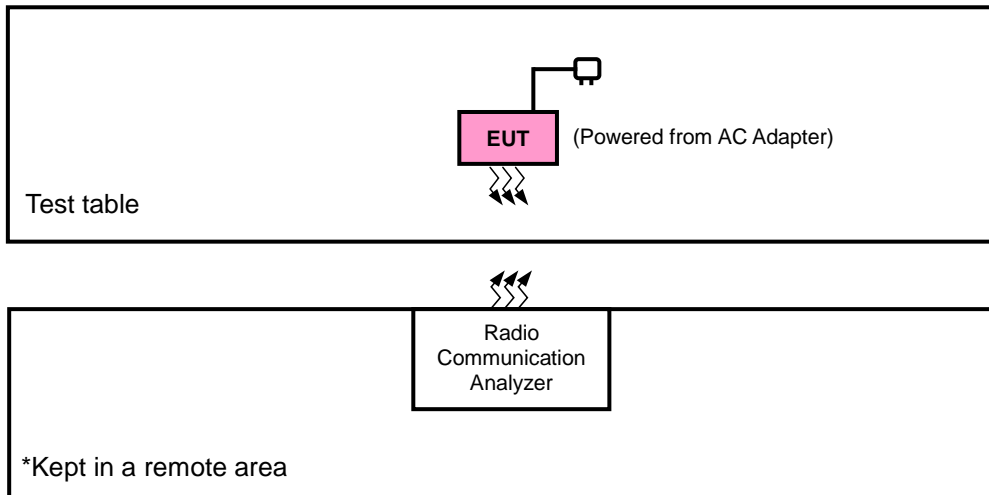 EUT
(Powered from AC Adapter)
Test table
Radio
Communication
Analyzer
*Kept in a remote area